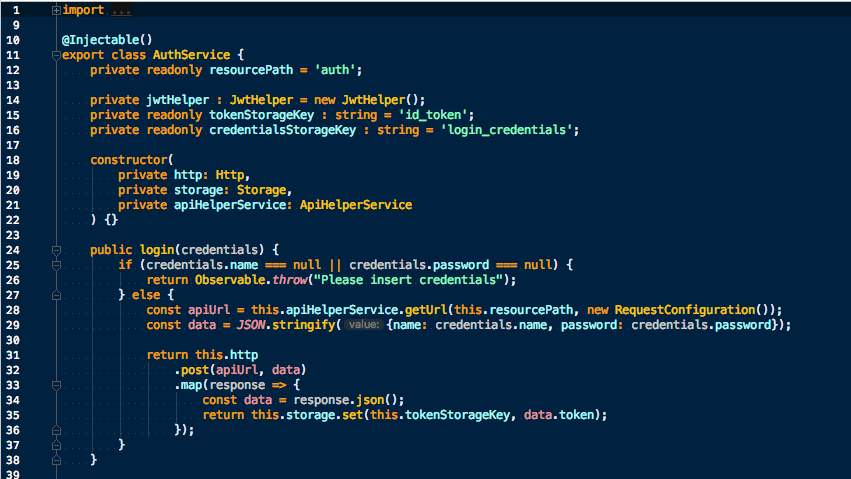 1 import ...
9
10 @Injectable()
11 export class AuthService {
12 private readonly resourcePath = 'auth';
13
14 private jwtHelper : JwtHelper = new JwtHelper();
15 private readonly tokenStorageKey : string = 'id_token';
16 private readonly credentialsStorageKey : string = 'login_credentials';
17
18 constructor(
19 private http: Http,
20 private storage: Storage,
21 private apiHelperService: ApiHelperService
22 ) {}
23
24 public login(credentials) {
25 if (credentials.name === null || credentials.password === null) {
26 return Observable.throw("Please insert credentials");
27 } else {
28 const apiUrl = this.apiHelperService.getUrl(this.resourcePath, new RequestConfiguration());
29 const data = JSON.stringify( value: {name: credentials.name, password: credentials.password});
30
31 return this.http
32 .post(apiUrl, data)
33 .map(response => {
34 const data = response.json();
35 return this.storage.set(this.tokenStorageKey, data.token);
36 });
37 }
38 }
39